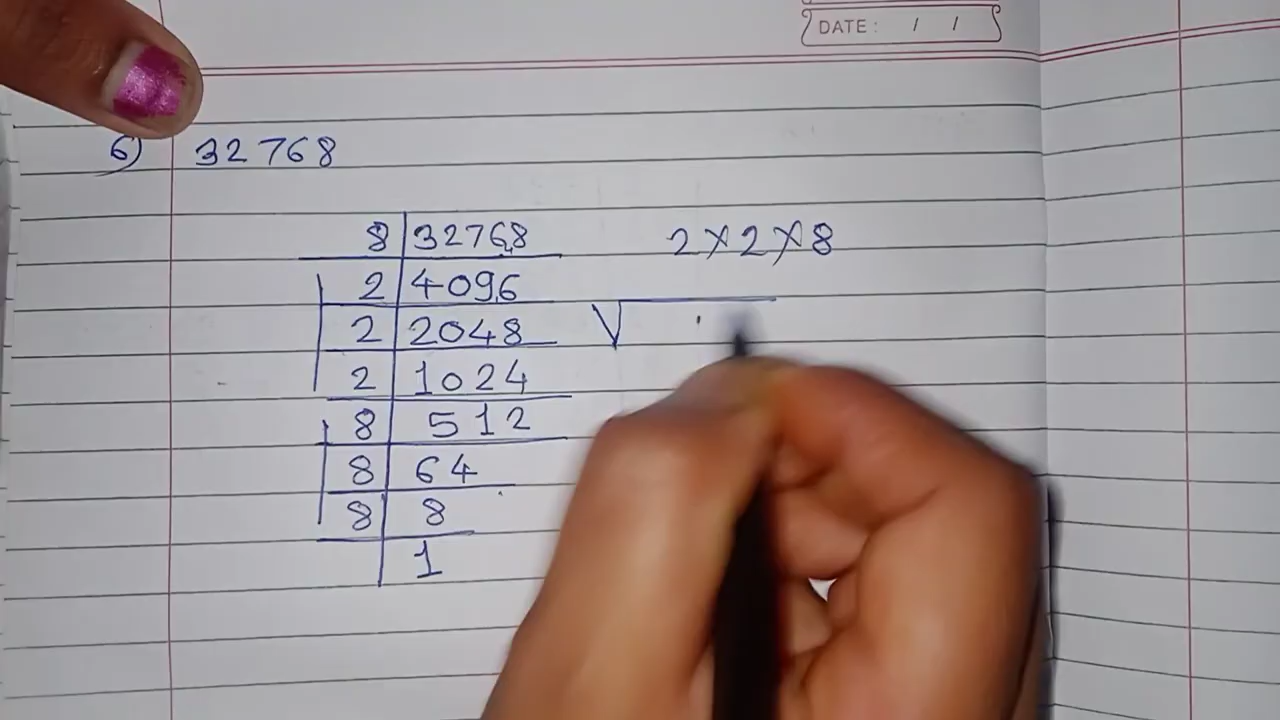 DATE : / /
6) 32768
8 32768 2×2×8
2 4096
2 2048 √
2 1024
8 512
8 64
8 8
1